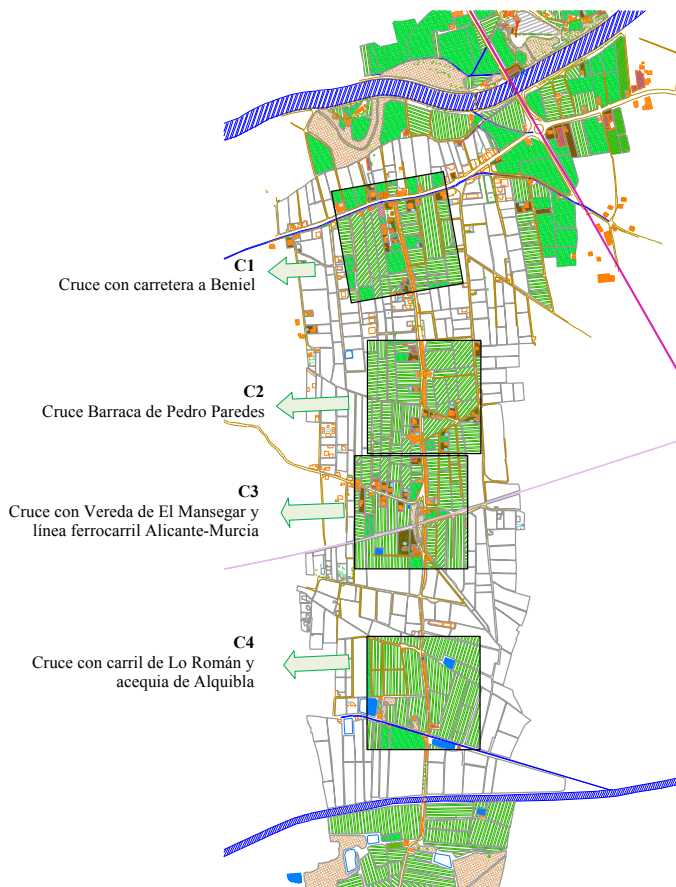 C1
Cruce con carretera a Beniel
C2
Cruce Barraca de Pedro Paredes
C3
Cruce con Vereda de El Mansegar y
línea ferrocarril Alicante-Murcia
C4
Cruce con carril de Lo Román y
acequia de Alquibla